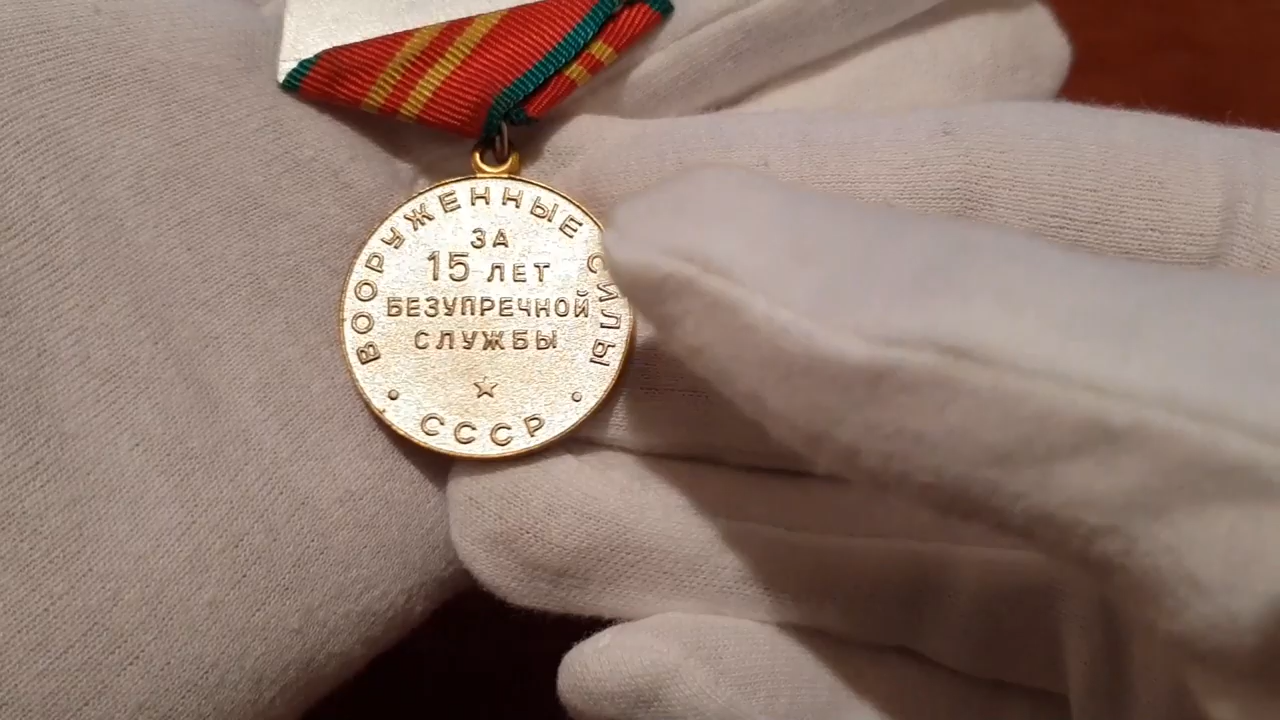 ВООРУЖЕННЫЕ СИЛЫ
ЗА
15 ЛЕТ
БЕЗУПРЕЧНОЙ
СЛУЖБЫ
СССР